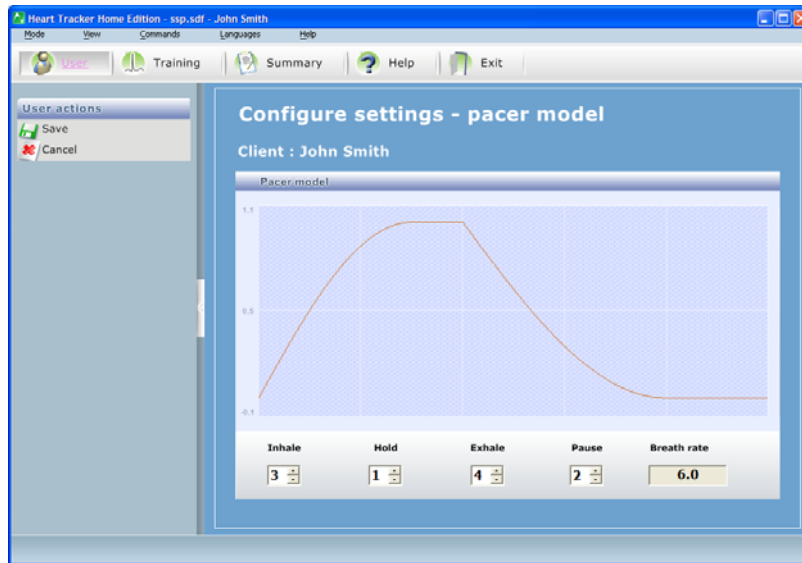 Heart Tracker Home Edition - ssp.sdf - John Smith
Mode View Commands Languages Help
User Training Summary Help Exit
User actions
Save
Cancel
Configure settings - pacer model
Client : John Smith
Pacer model
1.1
0.5
-0.1
Inhale Hold Exhale Pause Breath rate
3 1 4 2 6.0